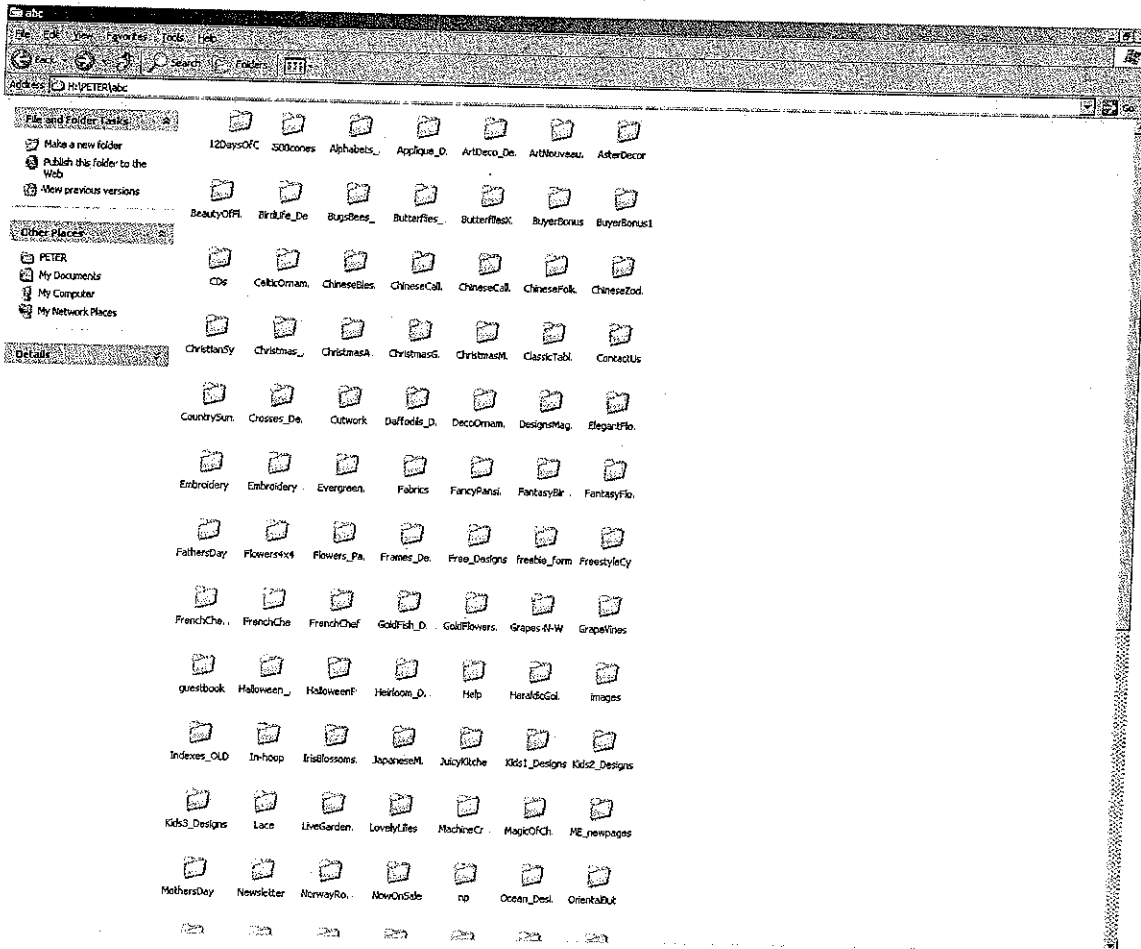 abc
File Edit View Favorites Tools Help
Back Search Folders
Address H:\PETER\abc Go
File and Folder Tasks
Make a new folder
Publish this folder to the
Web
View previous versions
Other Places
PETER
My Documents
My Computer
My Network Places
Details
12DaysOfC 500cones Alphabets_. Applique_D. ArtDeco_De. ArtNouveau. AsterDecor
BeautyOfFl. BirdLife_De BugsBees_ Butterflies_. ButterfliesX. BuyerBonus BuyerBonus1
CDs CelticOrnam. ChineseBles. ChineseCall. ChineseCall. ChineseFolk. ChineseZod.
ChristianSy Christmas_. ChristmasA. ChristmasG. ChristmasM. ClassicTabl. ContactUs
CountrySun. Crosses_De. Cutwork Daffodils_D. DecoOrnam. DesignsMag. ElegantFlo.
Embroidery Embroidery . Evergreen. Fabrics FancyPansi. FantasyBir . FantasyFlo.
FathersDay Flowers4x4 Flowers_Pa. Frames_De. Free_Designs freebie_form FreestyleCy
FrenchChe. . FrenchChe FrenchChef GoldFish_D. . GoldFlowers. Grapes-N-W GrapeVines
guestbook Halloween_. HalloweenP Heirloom_D. . Help HeraldicGol. images
Indexes_OLD In-hoop IrisBlossoms. JapaneseM. JuicyKitche Kids1_Designs Kids2_Designs
Kids3_Designs Lace LiveGarden. LovelyLilies MachineCr . MagicOfCh. ME_newpages
MothersDay Newsletter NorwayRo. . NowOnSale np Ocean_Desi. OrientalBut